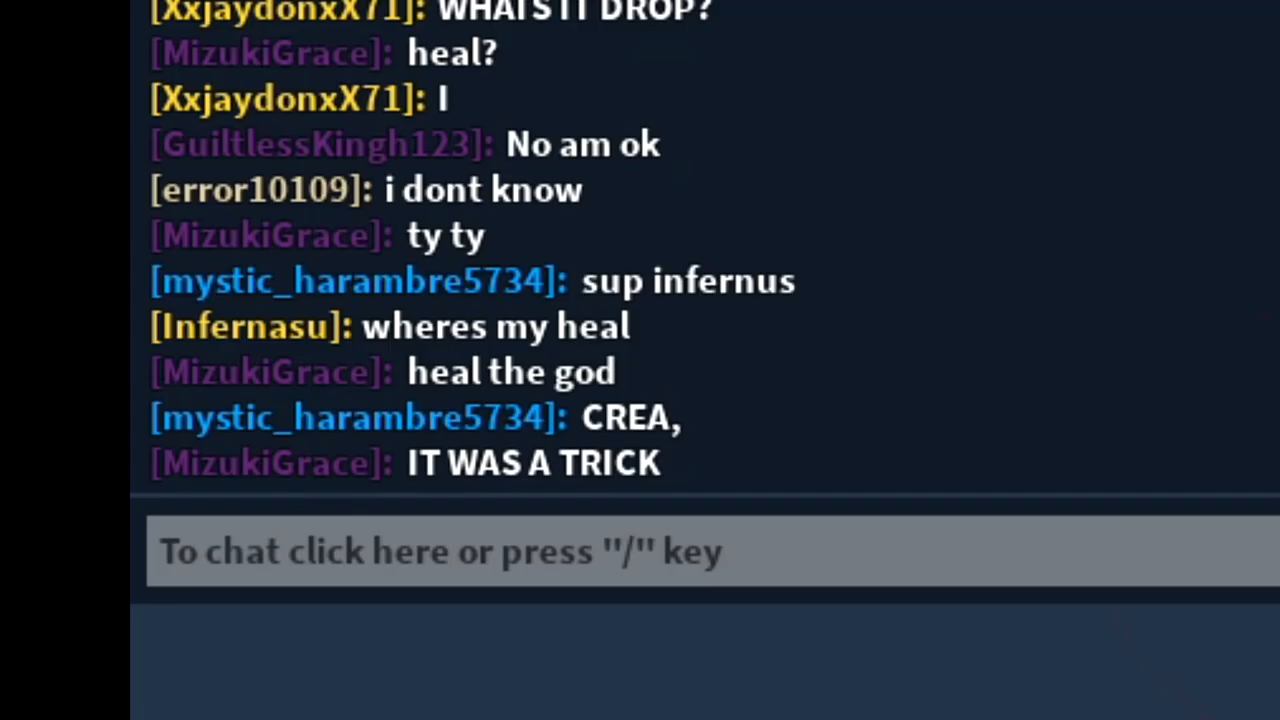 [XxjaydonxX71]: WHATS IT DROP?
[MizukiGrace]: heal?
[XxjaydonxX71]: I
[GuiltlessKingh123]: No am ok
[error10109]: i dont know
[MizukiGrace]: ty ty
[mystic_harambre5734]: sup infernus
[Infernasu]: wheres my heal
[MizukiGrace]: heal the god
[mystic_harambre5734]: CREA,
[MizukiGrace]: IT WAS A TRICK
To chat click here or press "/" key